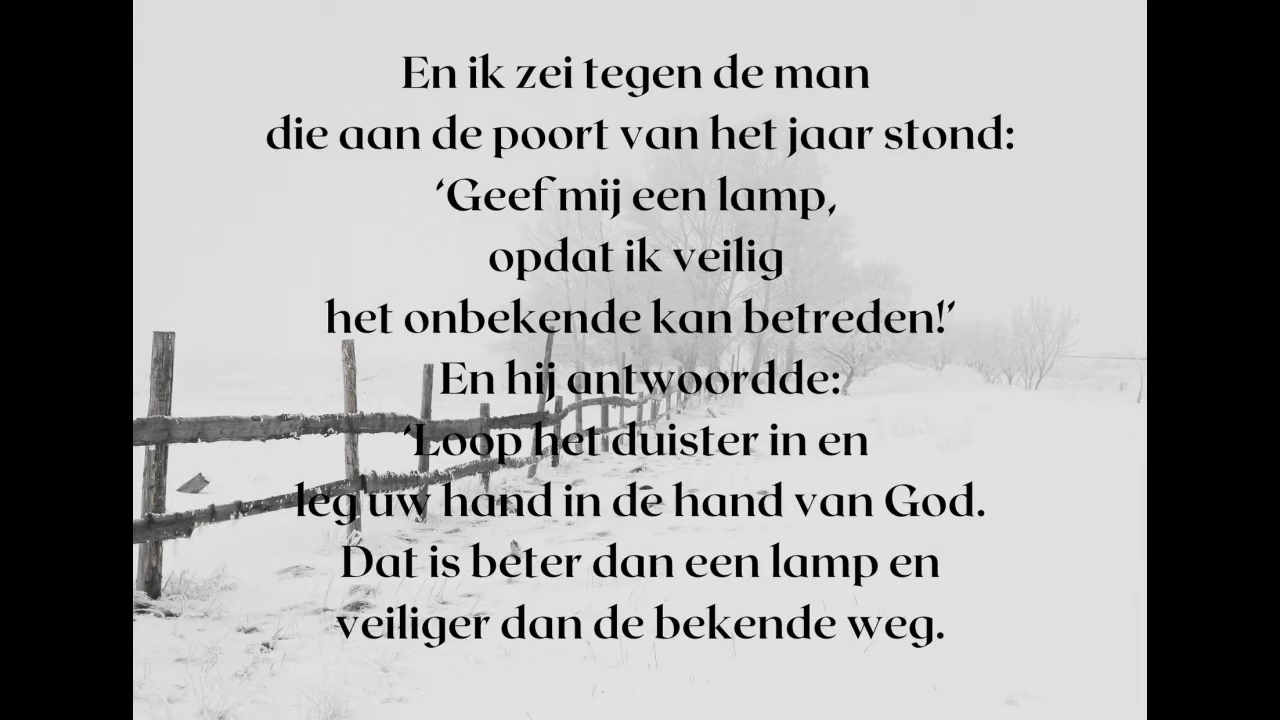 En ik zei tegen de man
die aan de poort van het jaar stond:
‘Geef mij een lamp,
opdat ik veilig
het onbekende kan betreden!’
En hij antwoordde:
‘Loop het duister in en
leg uw hand in de hand van God.
Dat is beter dan een lamp en
veiliger dan de bekende weg.